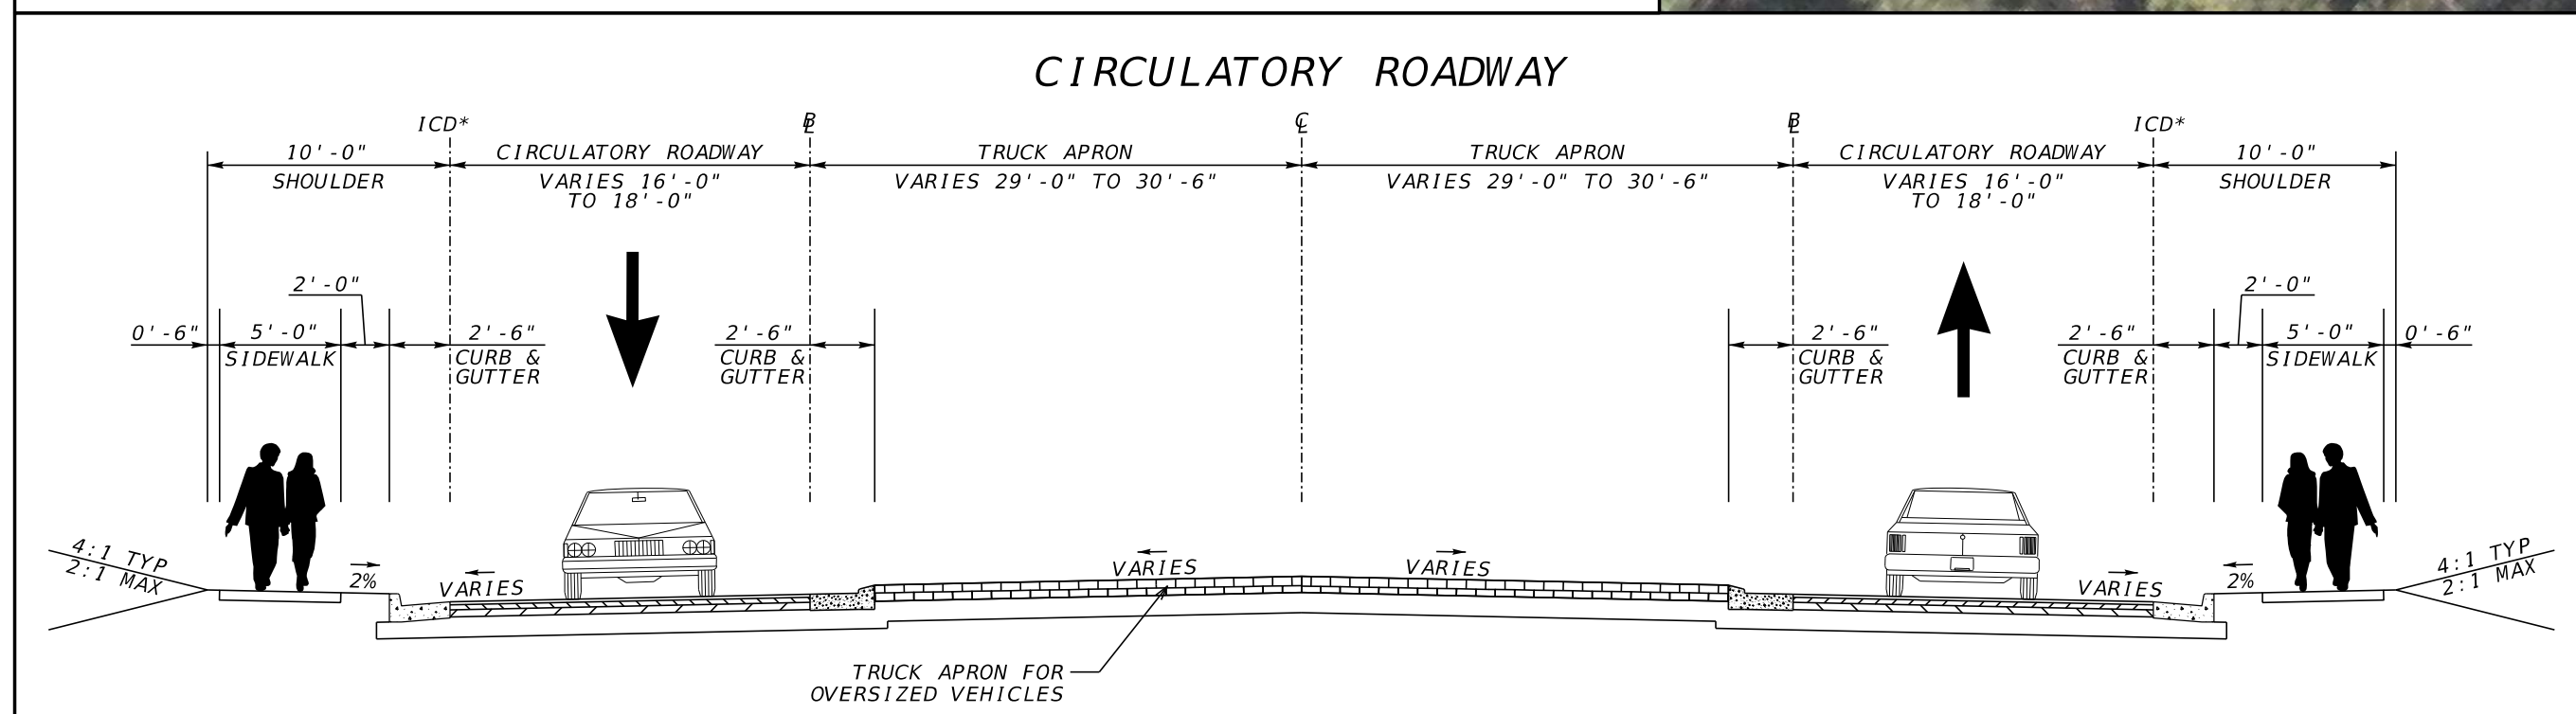 CIRCULATORY ROADWAY
ICD* BL CL BL ICD*
10'-0" CIRCULATORY ROADWAY TRUCK APRON TRUCK APRON CIRCULATORY ROADWAY 10'-0"
SHOULDER VARIES 16'-0" VARIES 29'-0" TO 30'-6" VARIES 29'-0" TO 30'-6" VARIES 16'-0" SHOULDER
TO 18'-0" TO 18'-0"
2'-0" 2'-0"
0'-6" 5'-0" 2'-6" 2'-6" 2'-6" 2'-6" 5'-0" 0'-6"
SIDEWALK CURB & CURB & CURB & CURB & SIDEWALK
GUTTER GUTTER GUTTER GUTTER
4:1 TYP VARIES VARIES 4:1 TYP
2:1 MAX 2% VARIES VARIES 2% 2:1 MAX
TRUCK APRON FOR
OVERSIZED VEHICLES